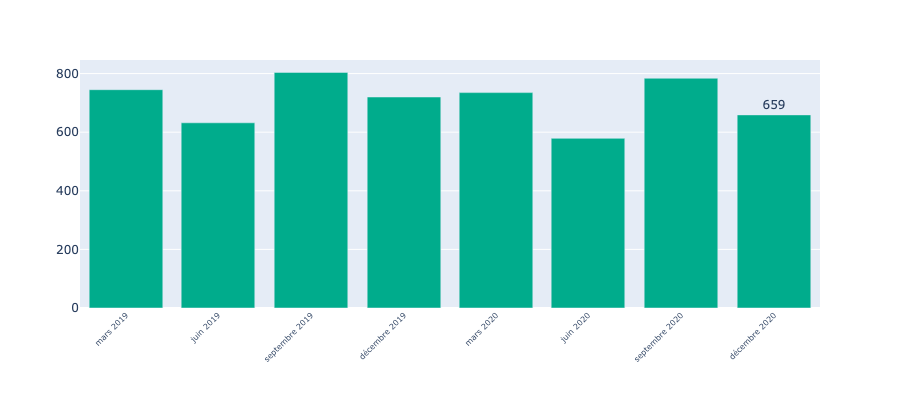 800
600
400
200
0
659
mars 2019
juin 2019
septembre 2019
décembre 2019
mars 2020
juin 2020
septembre 2020
décembre 2020